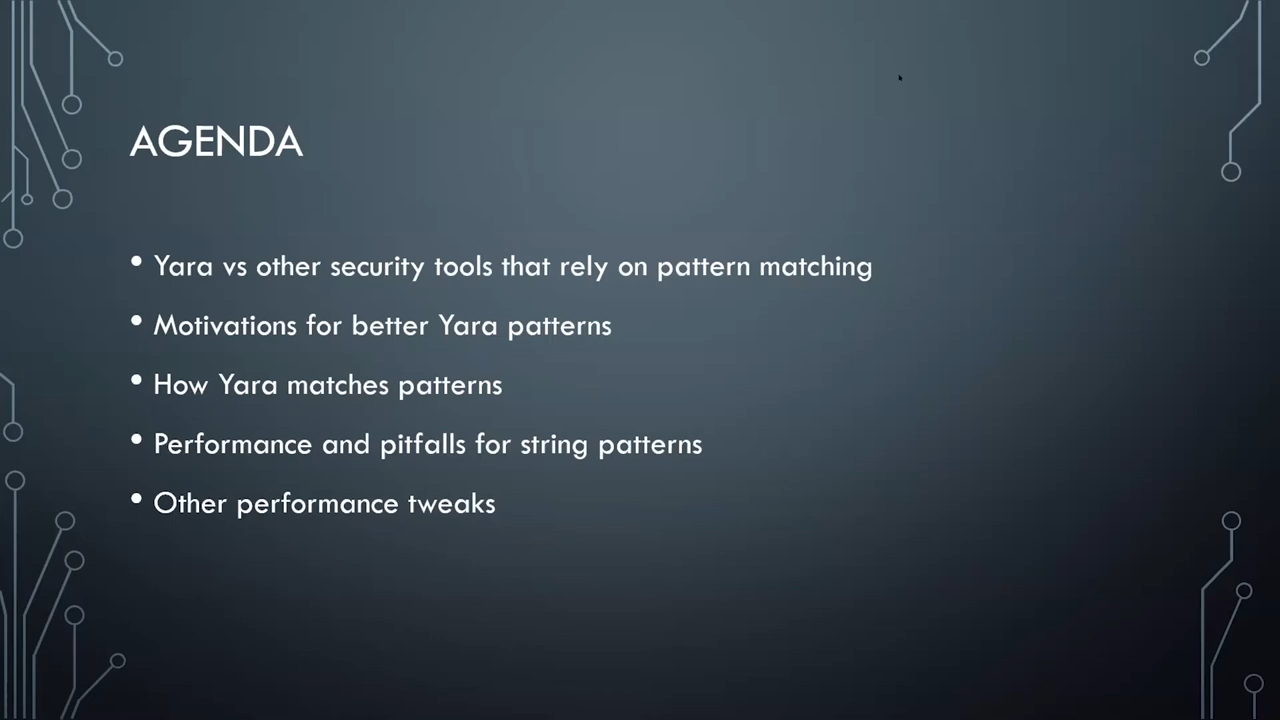 AGENDA
• Yara vs other security tools that rely on pattern matching
• Motivations for better Yara patterns
• How Yara matches patterns
• Performance and pitfalls for string patterns
• Other performance tweaks